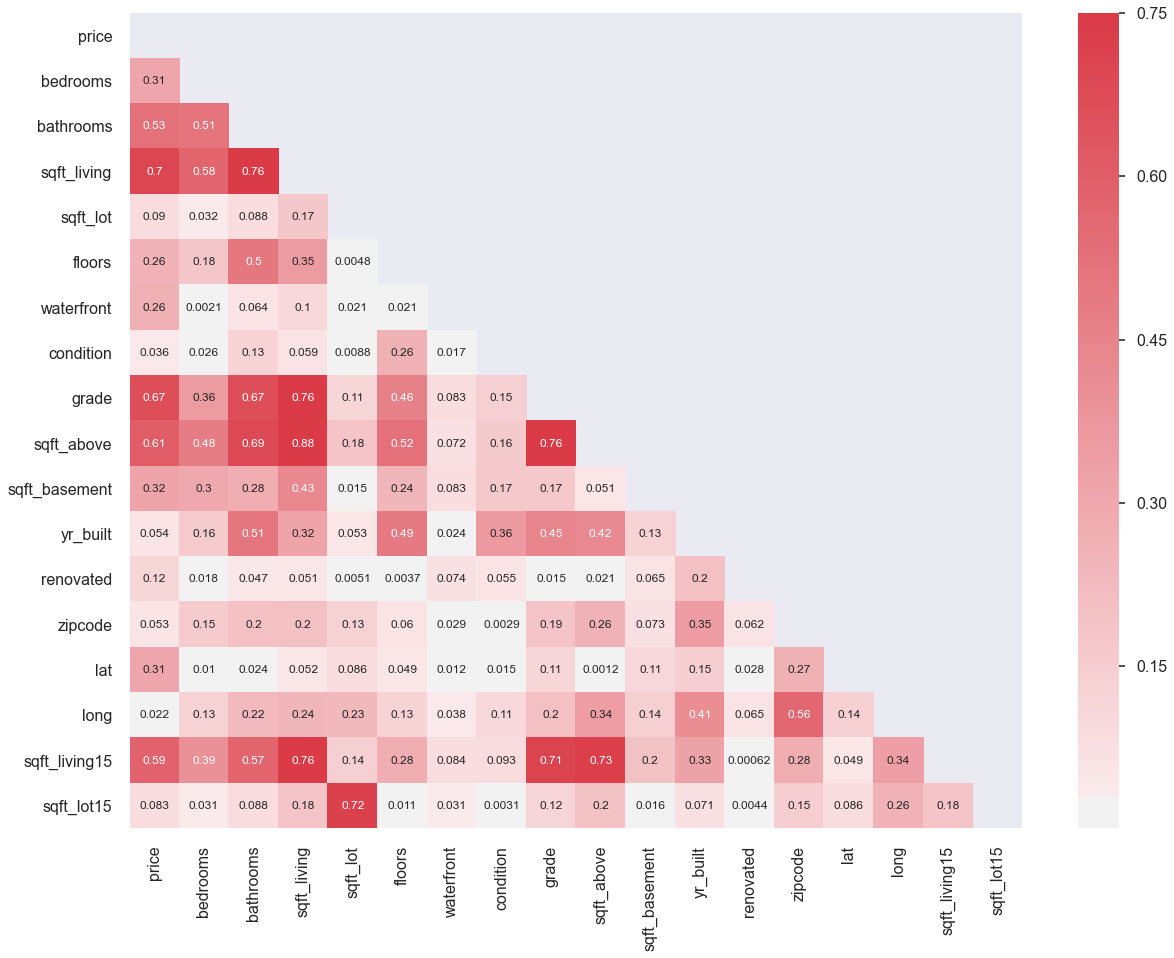 price
bedrooms 0.31
bathrooms 0.53 0.51
sqft_living 0.7 0.58 0.76
sqft_lot 0.09 0.032 0.088 0.17
floors 0.26 0.18 0.5 0.35 0.0048
waterfront 0.26 0.0021 0.064 0.1 0.021 0.021
condition 0.036 0.026 0.13 0.059 0.0088 0.26 0.017
grade 0.67 0.36 0.67 0.76 0.11 0.46 0.083 0.15
sqft_above 0.61 0.48 0.69 0.88 0.18 0.52 0.072 0.16 0.76
sqft_basement 0.32 0.3 0.28 0.43 0.015 0.24 0.083 0.17 0.17 0.051
yr_built 0.054 0.16 0.51 0.32 0.053 0.49 0.024 0.36 0.45 0.42 0.13
renovated 0.12 0.018 0.047 0.051 0.0051 0.0037 0.074 0.055 0.015 0.021 0.065 0.2
zipcode 0.053 0.15 0.2 0.2 0.13 0.06 0.029 0.0029 0.19 0.26 0.073 0.35 0.062
lat 0.31 0.01 0.024 0.052 0.086 0.049 0.012 0.015 0.11 0.0012 0.11 0.15 0.028 0.27
long 0.022 0.13 0.22 0.24 0.23 0.13 0.038 0.11 0.2 0.34 0.14 0.41 0.065 0.56 0.14
sqft_living15 0.59 0.39 0.57 0.76 0.14 0.28 0.084 0.093 0.71 0.73 0.2 0.33 0.00062 0.28 0.049 0.34
sqft_lot15 0.083 0.031 0.088 0.18 0.72 0.011 0.031 0.0031 0.12 0.2 0.016 0.071 0.0044 0.15 0.086 0.26 0.18
price bedrooms bathrooms sqft_living sqft_lot floors waterfront condition grade sqft_above sqft_basement yr_built renovated zipcode lat long sqft_living15 sqft_lot15
0.75
0.60
0.45
0.30
0.15